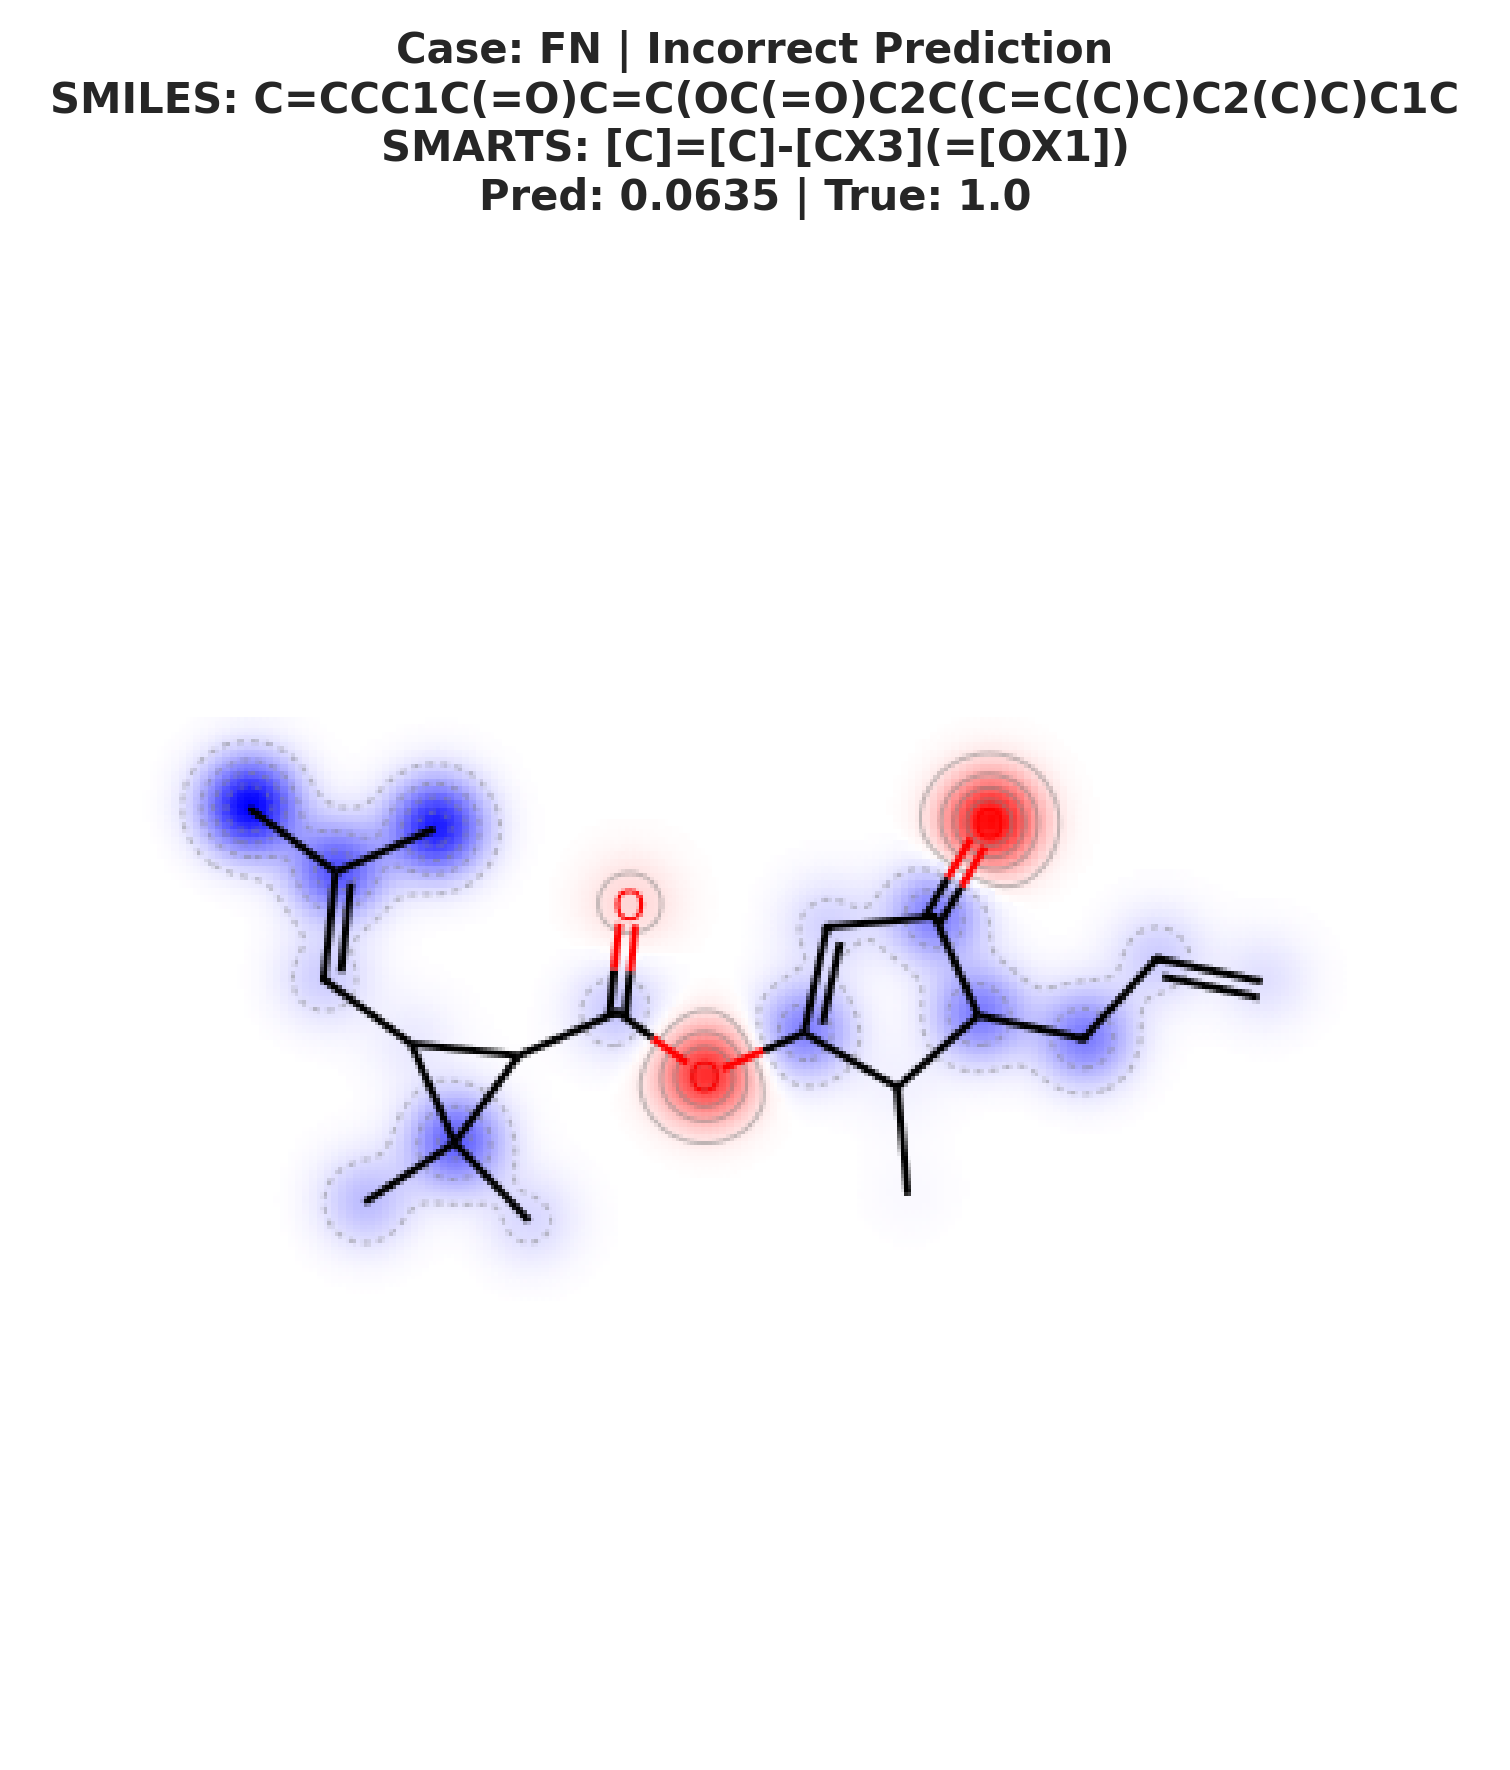 Case: FN | Incorrect Prediction
SMILES: C=CCC1C(=O)C=C(OC(=O)C2C(C=C(C)C)C2(C)C)C1C
SMARTS: [C]=[C]-[CX3](=[OX1])
Pred: 0.0635 | True: 1.0
O
O
O